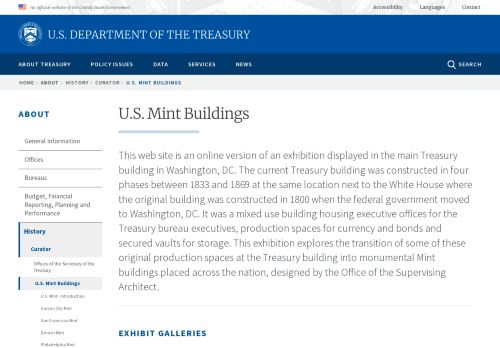 An official website of the United States Government
Accessibility
Languages
Contact
U.S. DEPARTMENT OF THE TREASURY
ABOUT TREASURY
POLICY ISSUES
DATA
SERVICES
NEWS
SEARCH
HOME › ABOUT › HISTORY › CURATOR › U.S. MINT BUILDINGS
ABOUT
General Information
Offices
Bureaus
Budget, Financial
Reporting, Planning and
Performance
History
Curator
Offices of the Secretary of the
Treasury
U.S. Mint Buildings
U.S. Mint - Introduction
Carson City Mint
San Francisco Mint
Denver Mint
Philadelphia Mint
U.S. Mint Buildings
This web site is an online version of an exhibition displayed in the main Treasury
building in Washington, DC. The current Treasury building was constructed in four
phases between 1833 and 1869 at the same location next to the White House where
the original building was constructed in 1800 when the federal government moved
to Washington, DC. It was a mixed use building housing executive offices for the
Treasury bureau executives, production spaces for currency and bonds and
secured vaults for storage. This exhibition explores the transition of some of these
original production spaces at the Treasury building into monumental Mint
buildings placed across the nation, designed by the Office of the Supervising
Architect.
EXHIBIT GALLERIES